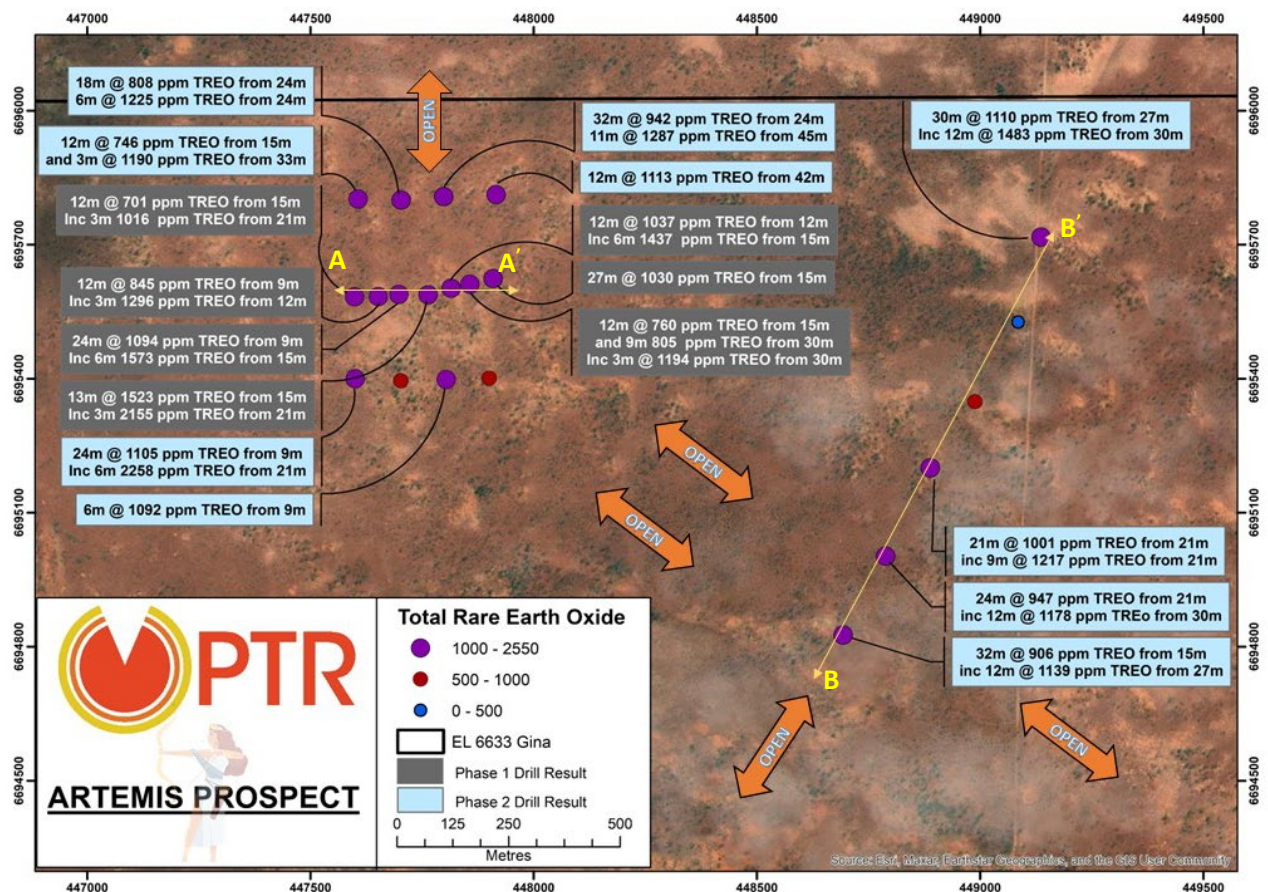 447000 447500 448000 448500 449000 449500
6696000
6695700
6695400
6695100
6694800
6694500
6696000
6695700
6695400
6695100
6694800
6694500
18m @ 808 ppm TREO from 24m
6m @ 1225 ppm TREO from 24m
12m @ 746 ppm TREO from 15m
and 3m @ 1190 ppm TREO from 33m
12m @ 701 ppm TREO from 15m
Inc 3m 1016 ppm TREO from 21m
12m @ 845 ppm TREO from 9m
Inc 3m 1296 ppm TREO from 12m
24m @ 1094 ppm TREO from 9m
Inc 6m 1573 ppm TREO from 15m
13m @ 1523 ppm TREO from 15m
Inc 3m 2155 ppm TREO from 21m
24m @ 1105 ppm TREO from 9m
Inc 6m 2258 ppm TREO from 21m
6m @ 1092 ppm TREO from 9m
OPEN
A
A'
32m @ 942 ppm TREO from 24m
11m @ 1287 ppm TREO from 45m
12m @ 1113 ppm TREO from 42m
12m @ 1037 ppm TREO from 12m
Inc 6m 1437 ppm TREO from 15m
27m @ 1030 ppm TREO from 15m
12m @ 760 ppm TREO from 15m
and 9m 805 ppm TREO from 30m
Inc 3m @ 1194 ppm TREO from 30m
30m @ 1110 ppm TREO from 27m
Inc 12m @ 1483 ppm TREO from 30m
B'
OPEN
OPEN
21m @ 1001 ppm TREO from 21m
inc 9m @ 1217 ppm TREO from 21m
24m @ 947 ppm TREO from 21m
inc 12m @ 1178 ppm TREo from 30m
32m @ 906 ppm TREO from 15m
inc 12m @ 1139 ppm TREO from 27m
B
OPEN
OPEN
PTR
ARTEMIS PROSPECT
Total Rare Earth Oxide
1000 - 2550
500 - 1000
0 - 500
EL 6633 Gina
Phase 1 Drill Result
Phase 2 Drill Result
0 125 250 500
Metres
Source: Esri, Maxar, Earthstar Geographics, and the GIS User Community
447000 447500 448000 448500 449000 449500